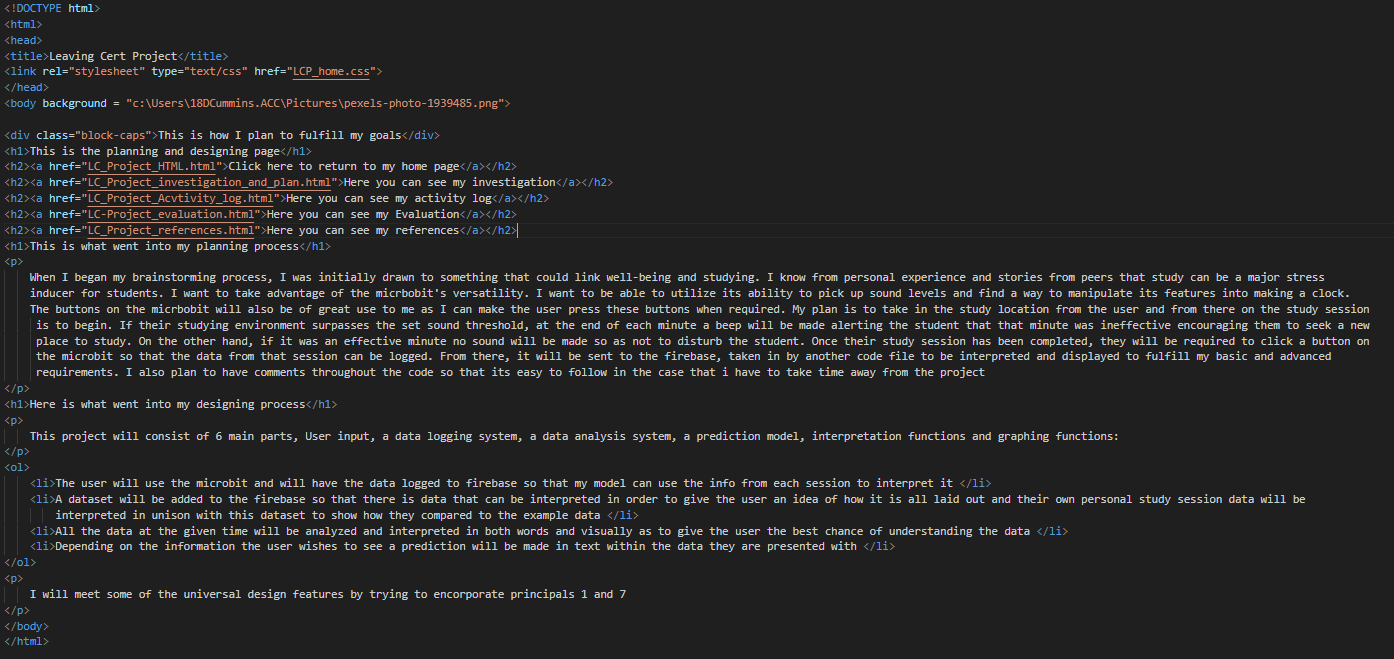 <!DOCTYPE html>
<html>
<head>
<title>Leaving Cert Project</title>
<link rel="stylesheet" type="text/css" href="LCP_home.css">
</head>
<body background = "c:\Users\18DCummins.ACC\Pictures\pexels-photo-1939485.png">
<div class="block-caps">This is how I plan to fulfill my goals</div>
<h1>This is the planning and designing page</h1>
<h2><a href="LC_Project_HTML.html">Click here to return to my home page</a></h2>
<h2><a href="LC_Project_investigation_and_plan.html">Here you can see my investigation</a></h2>
<h2><a href="LC_Project_Acvtivity_log.html">Here you can see my activity log</a></h2>
<h2><a href="LC-Project_evaluation.html">Here you can see my Evaluation</a></h2>
<h2><a href="LC_Project_references.html">Here you can see my references</a></h2>
<h1>This is what went into my planning process</h1>
<p>
When I began my brainstorming process, I was initially drawn to something that could link well-being and studying. I know from personal experience and stories from peers that study can be a major stress
inducer for students. I want to take advantage of the micrbobit's versatility. I want to be able to utilize its ability to pick up sound levels and find a way to manipulate its features into making a clock.
The buttons on the micrbobit will also be of great use to me as I can make the user press these buttons when required. My plan is to take in the study location from the user and from there on the study session
is to begin. If their studying environment surpasses the set sound threshold, at the end of each minute a beep will be made alerting the student that that minute was ineffective encouraging them to seek a new
place to study. On the other hand, if it was an effective minute no sound will be made so as not to disturb the student. Once their study session has been completed, they will be required to click a button on
the microbit so that the data from that session can be logged. From there, it will be sent to the firebase, taken in by another code file to be interpreted and displayed to fulfill my basic and advanced
requirements. I also plan to have comments throughout the code so that its easy to follow in the case that i have to take time away from the project
</p>
<h1>Here is what went into my designing process</h1>
<p>
This project will consist of 6 main parts, User input, a data logging system, a data analysis system, a prediction model, interpretation functions and graphing functions:
</p>
<ol>
<li>The user will use the microbit and will have the data logged to firebase so that my model can use the info from each session to interpret it </li>
<li>A dataset will be added to the firebase so that there is data that can be interpreted in order to give the user an idea of how it is all laid out and their own personal study session data will be
interpreted in unison with this dataset to show how they compared to the example data </li>
<li>All the data at the given time will be analyzed and interpreted in both words and visually as to give the user the best chance of understanding the data </li>
<li>Depending on the information the user wishes to see a prediction will be made in text within the data they are presented with </li>
</ol>
<p>
I will meet some of the universal design features by trying to encorporate principals 1 and 7
</p>
</body>
</html>